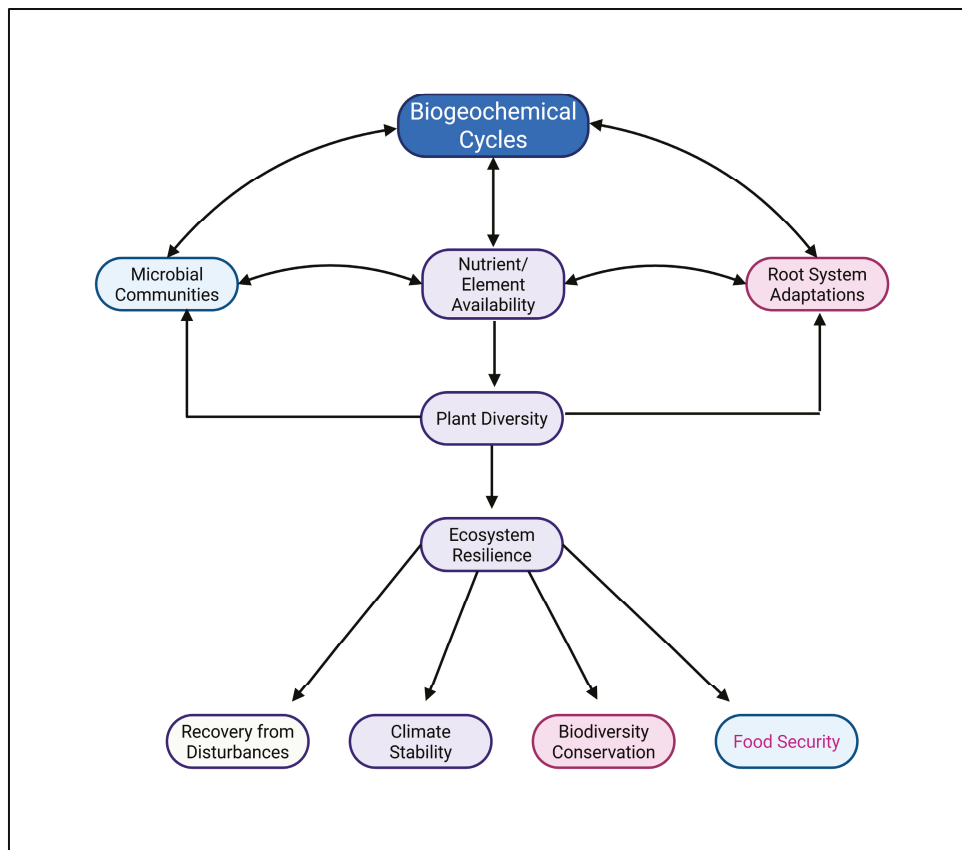 Biogeochemical
Cycles
Microbial
Communities
Nutrient/
Element
Availability
Root System
Adaptations
Plant Diversity
Ecosystem
Resilience
Recovery from
Disturbances
Climate
Stability
Biodiversity
Conservation
Food Security